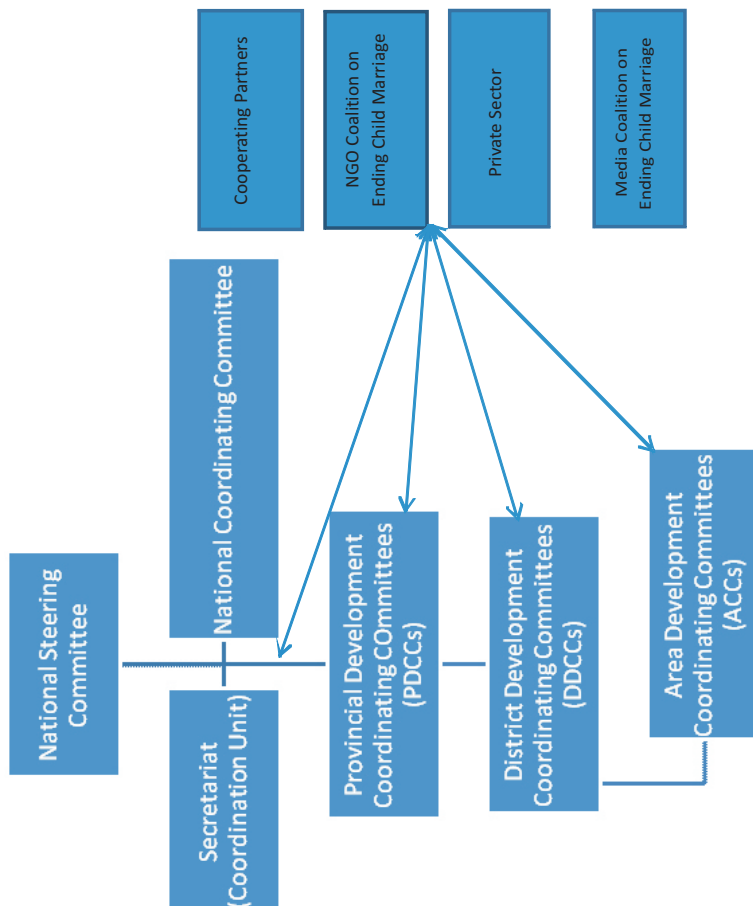 National Steering
Committee
Secretariat
(Coordination Unit)
National Coordinating Committee
Provincial Development
Coordinating COmmittees
(PDCCs)
District Development
Coordinating Committees
(DDCCs)
Area Development
Coordinating Committees
(ACCs)
Cooperating Partners
NGO Coalition on
Ending Child Marriage
Private Sector
Media Coalition on
Ending Child Marriage